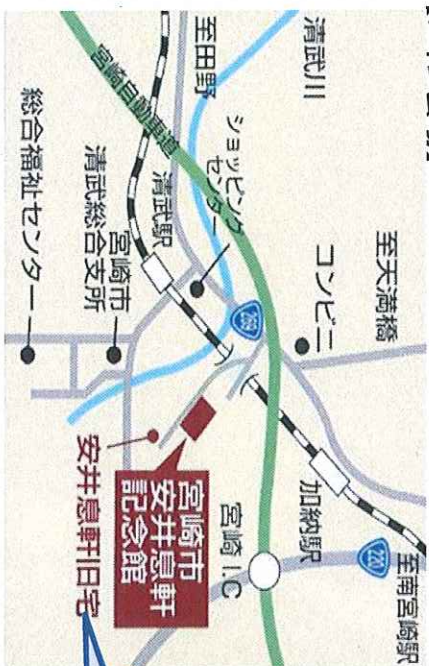 清武川
至天満橋
至田野
ショッピング
センター
コンビニ
宮崎自動車道
269
清武駅
加納駅
至南宮崎駅
220
宮崎市
清武総合支所
総合福祉センター
宮崎I.C
宮崎市
安井息軒
記念館
安井息軒旧宅